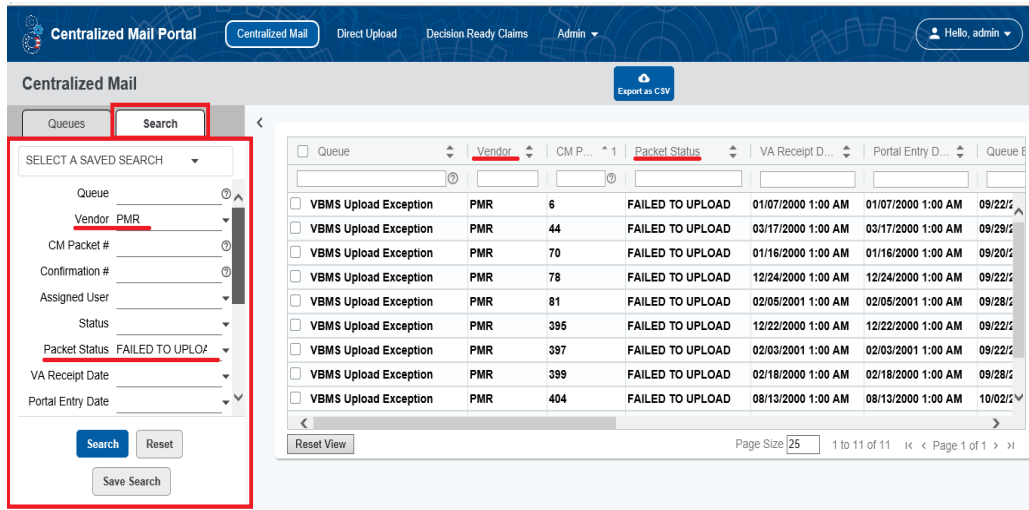 Centralized Mail Portal
Centralized Mail
Direct Upload
Decision Ready Claims
Admin
Hello, admin
Centralized Mail
Export as CSV
Queues
Search
SELECT A SAVED SEARCH
Queue
Vendor PMR
CM Packet #
Confirmation #
Assigned User
Status
Packet Status FAILED TO UPLO
VA Receipt Date
Portal Entry Date
Search
Reset
Save Search
Queue Vendor CM P... 1 Packet Status VA Receipt D... Portal Entry D... Queue E
VBMS Upload Exception PMR 6 FAILED TO UPLOAD 01/07/2000 1:00 AM 01/07/2000 1:00 AM 09/22/2
VBMS Upload Exception PMR 44 FAILED TO UPLOAD 03/17/2000 1:00 AM 03/17/2000 1:00 AM 09/29/2
VBMS Upload Exception PMR 70 FAILED TO UPLOAD 01/16/2000 1:00 AM 01/16/2000 1:00 AM 09/20/2
VBMS Upload Exception PMR 78 FAILED TO UPLOAD 12/24/2000 1:00 AM 12/24/2000 1:00 AM 09/22/2
VBMS Upload Exception PMR 81 FAILED TO UPLOAD 02/05/2001 1:00 AM 02/05/2001 1:00 AM 09/28/2
VBMS Upload Exception PMR 395 FAILED TO UPLOAD 12/22/2000 1:00 AM 12/22/2000 1:00 AM 09/22/2
VBMS Upload Exception PMR 397 FAILED TO UPLOAD 02/03/2001 1:00 AM 02/03/2001 1:00 AM 09/22/2
VBMS Upload Exception PMR 399 FAILED TO UPLOAD 02/18/2000 1:00 AM 02/18/2000 1:00 AM 09/28/2
VBMS Upload Exception PMR 404 FAILED TO UPLOAD 08/13/2000 1:00 AM 08/13/2000 1:00 AM 10/02/2
Reset View
Page Size 25 1 to 11 of 11 Page 1 of 1